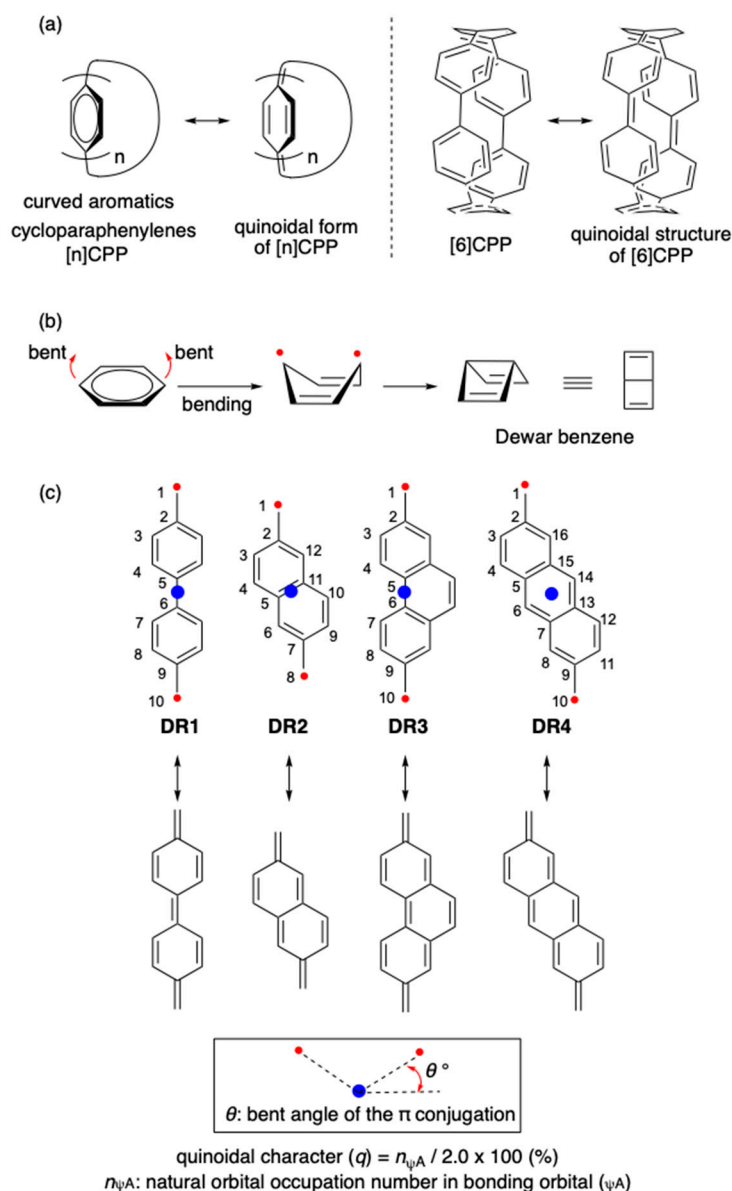 (a)
n
n
curved aromatics
cycloparaphenylenes
[n]CPP
quinoidal form
of [n]CPP
[6]CPP
quinoidal structure
of [6]CPP
(b)
bent
bent
bending
Dewar benzene
(c)
1
2
3
4
5
6
7
8
9
10
DR1
1
2
3
12
4
11
10
5
6
9
7
8
DR2
1
2
3
4
5
6
7
8
9
10
DR3
1
2
16
3
15
4
14
5
13
6
12
7
8
11
9
10
DR4
θ °
θ: bent angle of the π conjugation
quinoidal character (q) = nψA / 2.0 x 100 (%)
nψA: natural orbital occupation number in bonding orbital (ψA)